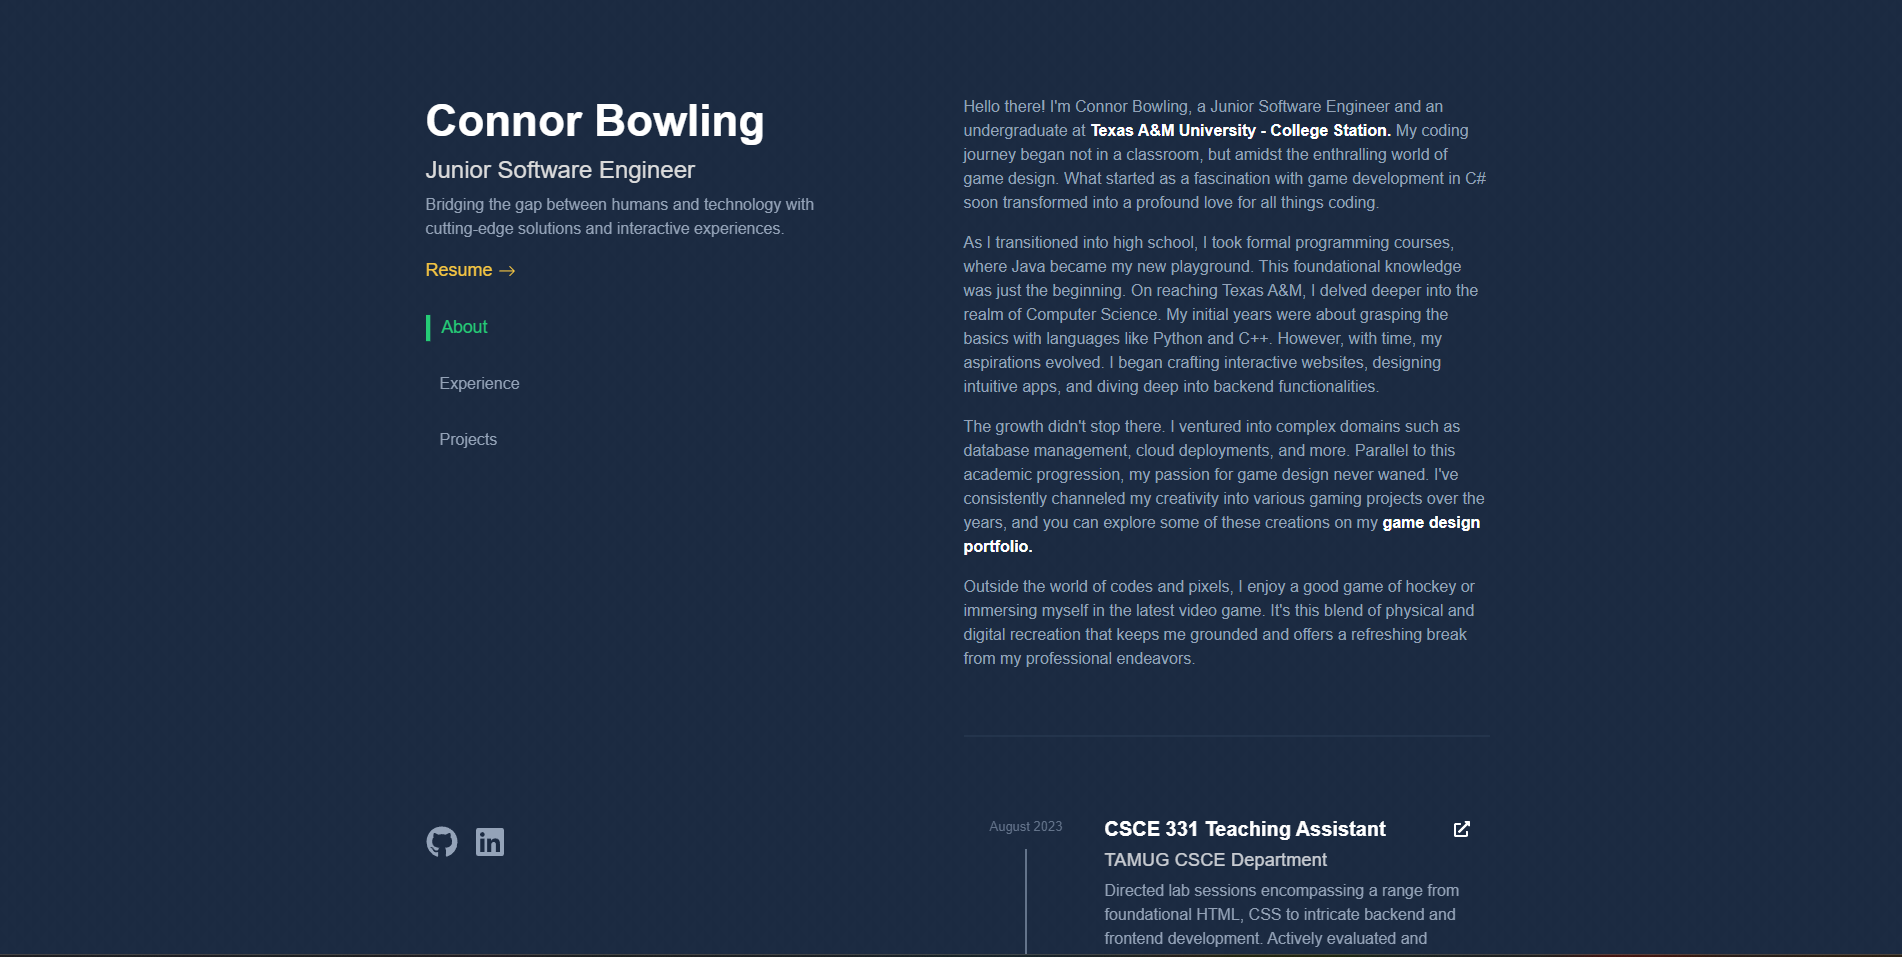 Connor Bowling
Junior Software Engineer
Bridging the gap between humans and technology with
cutting-edge solutions and interactive experiences.
Resume →
About
Experience
Projects
Hello there! I'm Connor Bowling, a Junior Software Engineer and an
undergraduate at Texas A&M University - College Station. My coding
journey began not in a classroom, but amidst the enthralling world of
game design. What started as a fascination with game development in C#
soon transformed into a profound love for all things coding.
As I transitioned into high school, I took formal programming courses,
where Java became my new playground. This foundational knowledge
was just the beginning. On reaching Texas A&M, I delved deeper into the
realm of Computer Science. My initial years were about grasping the
basics with languages like Python and C++. However, with time, my
aspirations evolved. I began crafting interactive websites, designing
intuitive apps, and diving deep into backend functionalities.
The growth didn't stop there. I ventured into complex domains such as
database management, cloud deployments, and more. Parallel to this
academic progression, my passion for game design never waned. I've
consistently channeled my creativity into various gaming projects over the
years, and you can explore some of these creations on my game design
portfolio.
Outside the world of codes and pixels, I enjoy a good game of hockey or
immersing myself in the latest video game. It's this blend of physical and
digital recreation that keeps me grounded and offers a refreshing break
from my professional endeavors.
in
August 2023
CSCE 331 Teaching Assistant
TAMUG CSCE Department
Directed lab sessions encompassing a range from
foundational HTML, CSS to intricate backend and
frontend development. Actively evaluated and